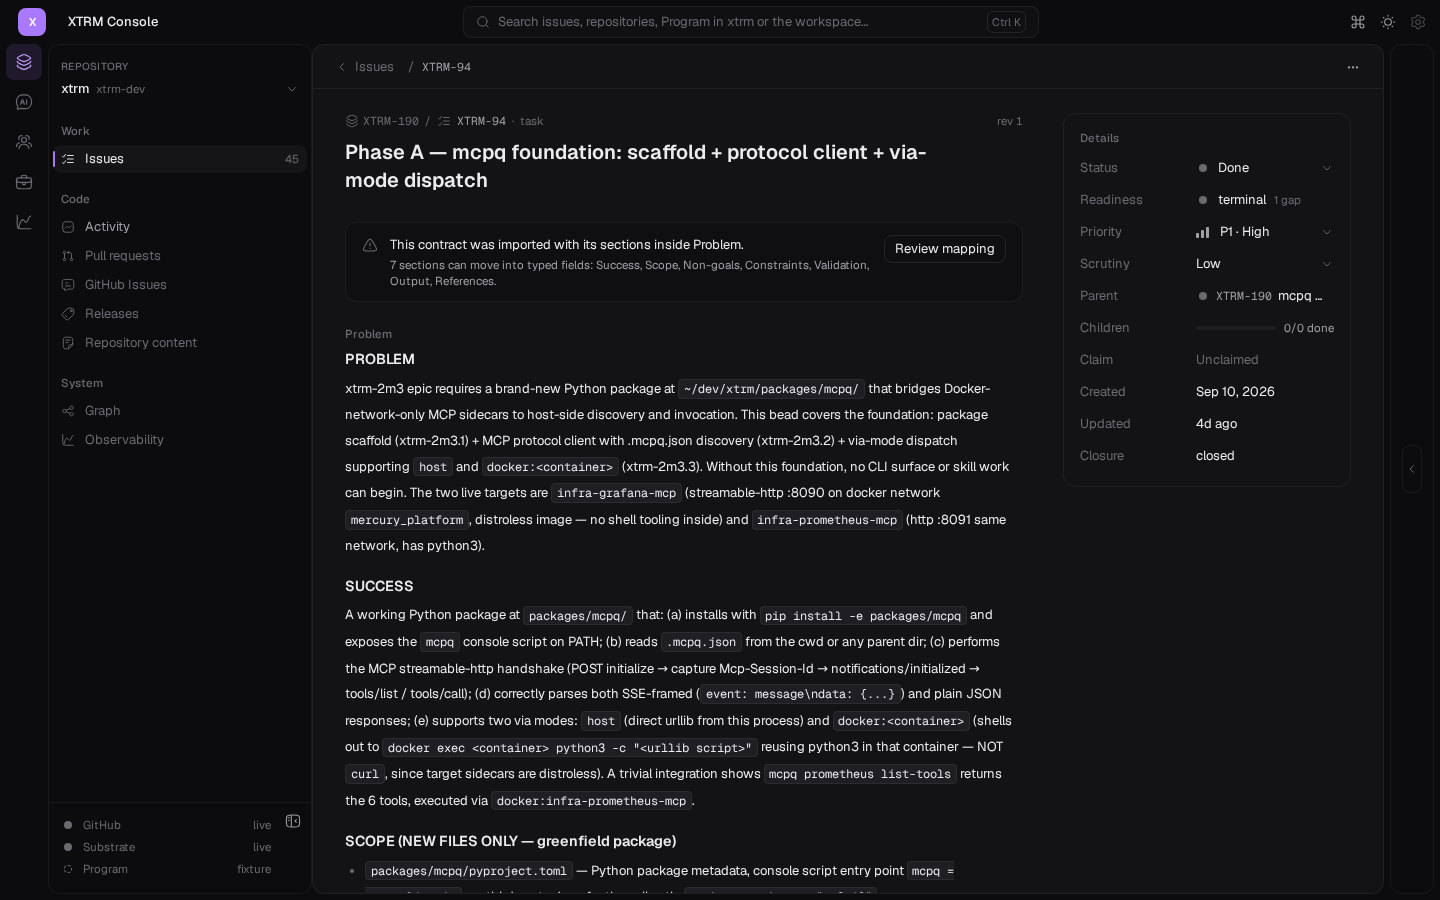 X
XTRM Console
Search issues, repositories, Program in xtrm or the workspace...
Ctrl K
REPOSITORY
xtrm xtrm-dev
Work
Issues 45
Code
Activity
Pull requests
GitHub Issues
Releases
Repository content
System
Graph
Observability
GitHub live
Substrate live
Program fixture
Issues / XTRM-94
XTRM-190 / XTRM-94 · task rev 1
Phase A — mcpq foundation: scaffold + protocol client + via-
mode dispatch
This contract was imported with its sections inside Problem.
7 sections can move into typed fields: Success, Scope, Non-goals, Constraints, Validation,
Output, References.
Review mapping
Problem
PROBLEM
xtrm-2m3 epic requires a brand-new Python package at ~/dev/xtrm/packages/mcpq/ that bridges Docker-
network-only MCP sidecars to host-side discovery and invocation. This bead covers the foundation: package
scaffold (xtrm-2m3.1) + MCP protocol client with .mcpq.json discovery (xtrm-2m3.2) + via-mode dispatch
supporting host and docker:<container> (xtrm-2m3.3). Without this foundation, no CLI surface or skill work
can begin. The two live targets are infra-grafana-mcp (streamable-http :8090 on docker network
mercury_platform, distroless image — no shell tooling inside) and infra-prometheus-mcp (http :8091 same
network, has python3).
SUCCESS
A working Python package at packages/mcpq/ that: (a) installs with pip install -e packages/mcpq and
exposes the mcpq console script on PATH; (b) reads .mcpq.json from the cwd or any parent dir; (c) performs
the MCP streamable-http handshake (POST initialize → capture Mcp-Session-Id → notifications/initialized →
tools/list / tools/call); (d) correctly parses both SSE-framed (event: message\ndata: {...}) and plain JSON
responses; (e) supports two via modes: host (direct urllib from this process) and docker:<container> (shells
out to docker exec <container> python3 -c "<urllib script>" reusing python3 in that container — NOT
curl, since target sidecars are distroless). A trivial integration shows mcpq prometheus list-tools returns
the 6 tools, executed via docker:infra-prometheus-mcp.
SCOPE (NEW FILES ONLY — greenfield package)
packages/mcpq/pyproject.toml — Python package metadata, console script entry point mcpq =
Details
Status Done
Readiness terminal 1 gap
Priority P1 · High
Scrutiny Low
Parent XTRM-190 mcpq ...
Children 0/0 done
Claim Unclaimed
Created Sep 10, 2026
Updated 4d ago
Closure closed